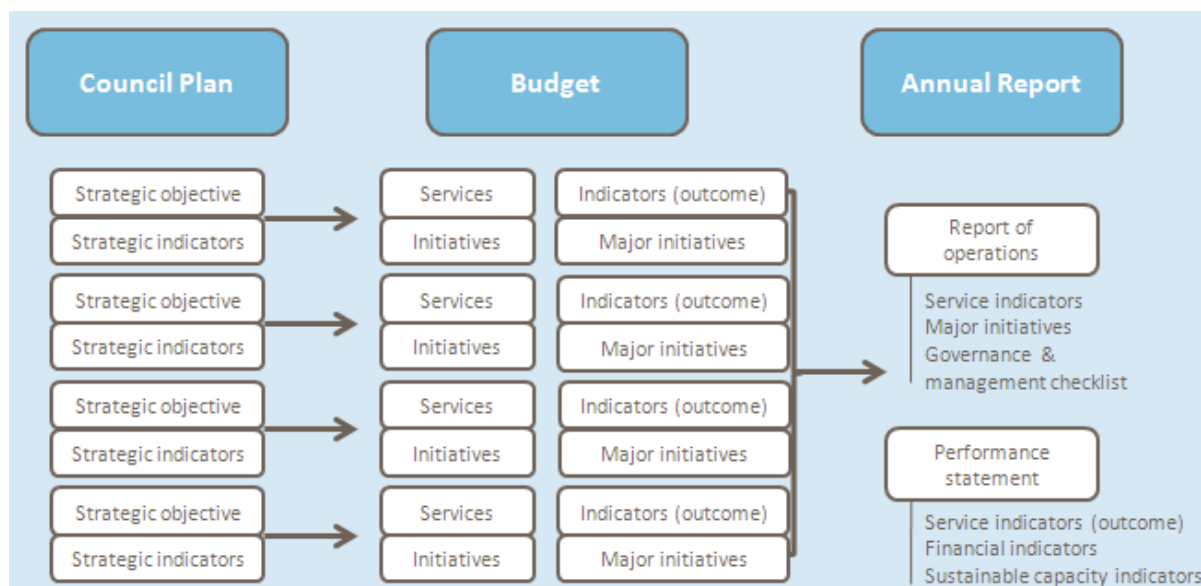 Council Plan
Budget
Annual Report
Strategic objective
Strategic indicators
Services
Initiatives
Indicators (outcome)
Major initiatives
Strategic objective
Strategic indicators
Services
Initiatives
Indicators (outcome)
Major initiatives
Strategic objective
Strategic indicators
Services
Initiatives
Indicators (outcome)
Major initiatives
Strategic objective
Strategic indicators
Services
Initiatives
Indicators (outcome)
Major initiatives
Report of
operations
Service indicators
Major initiatives
Governance &
management checklist
Performance
statement
Service indicators (outcome)
Financial indicators
Sustainable capacity indicators